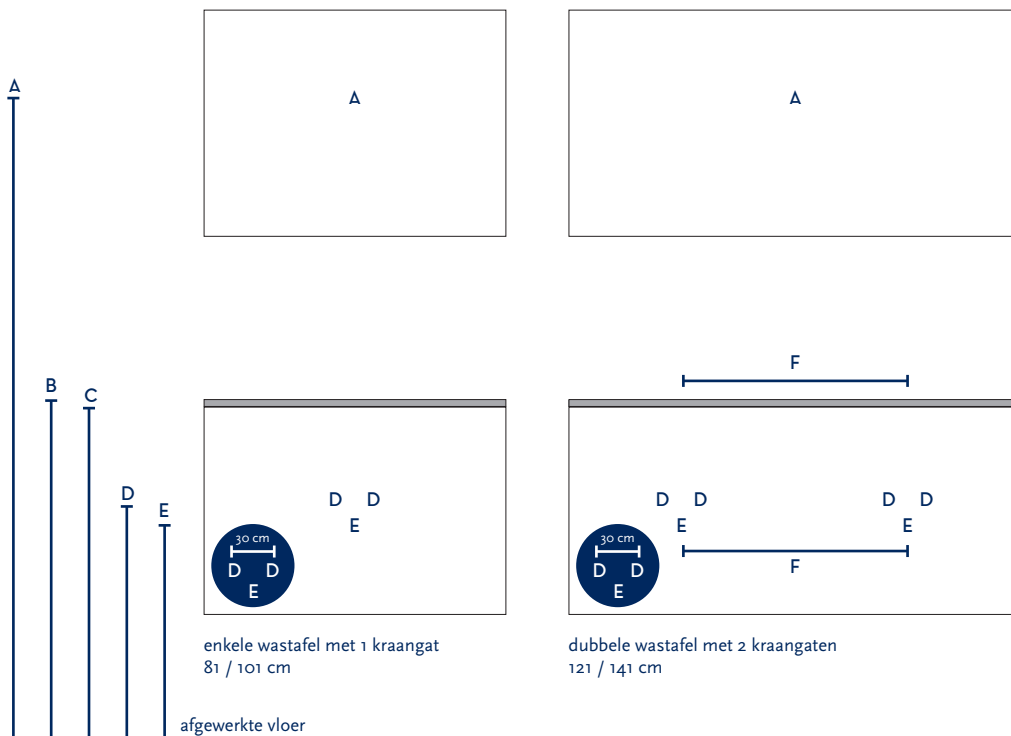 A
A
A
B
C
F
D
E
D D
E
30 cm
D D
E
D D
D D
E
E
F
30 cm
D D
E
enkele wastafel met 1 kraangat
81 / 101 cm
dubbele wastafel met 2 kraangaten
121 / 141 cm
afgewerkte vloer